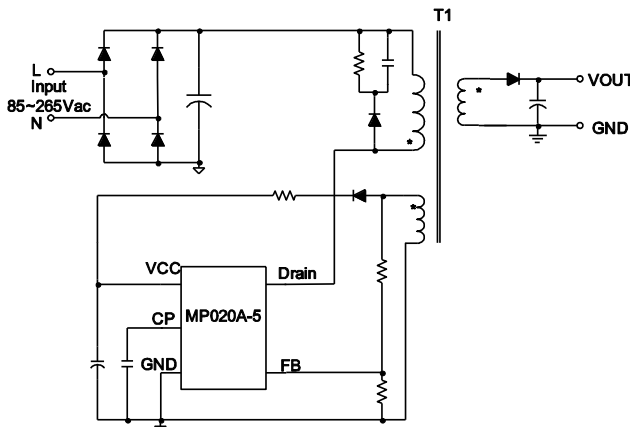 T1
L
Input
85~265Vac
N
*
*
*
VOUT
GND
VCC
Drain
CP
MP020A-5
GND
FB